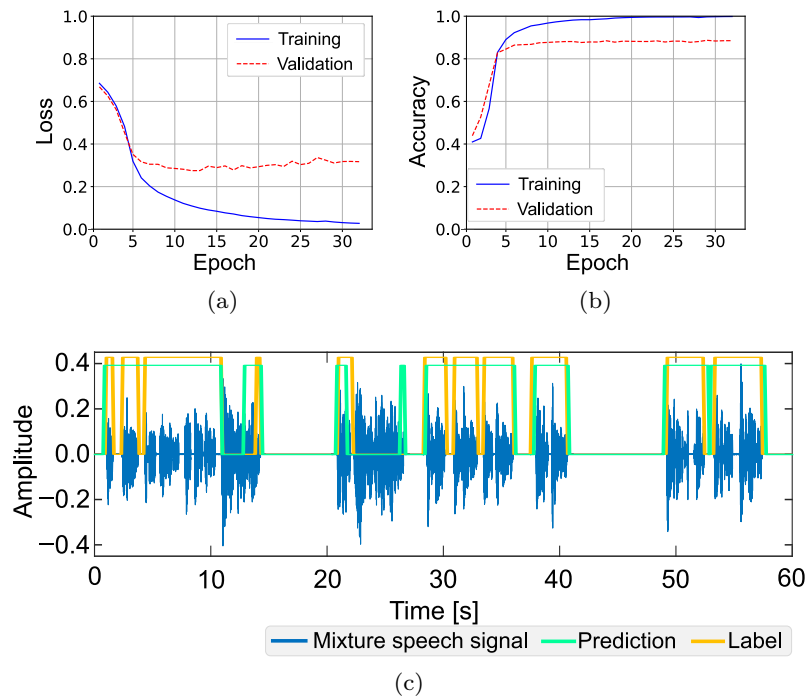 1.0
0.8
0.6
0.4
0.2
0.0
Loss
Training
Validation
0 5 10 15 20 25 30
Epoch
(a)
1.0
0.8
0.6
0.4
0.2
0.0
Accuracy
Training
Validation
0 5 10 15 20 25 30
Epoch
(b)
0.4
0.2
0.0
−0.2
−0.4
Amplitude
0 10 20 30 40 50 60
Time [s]
Mixture speech signal Prediction Label
(c)